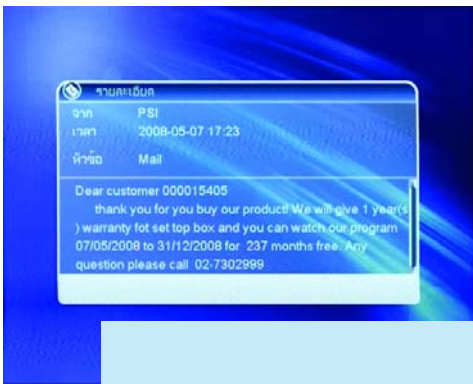 รายละเอียด
จาก PSI
เวลา 2008-05-07 17:23
หัวข้อ Mail
Dear customer 000015405
thank you for you buy our product! We will give 1 year(s
) warranty fot set top box and you can watch our program
07/05/2008 to 31/12/2008 for 237 months free. Any
question please call 02-7302999